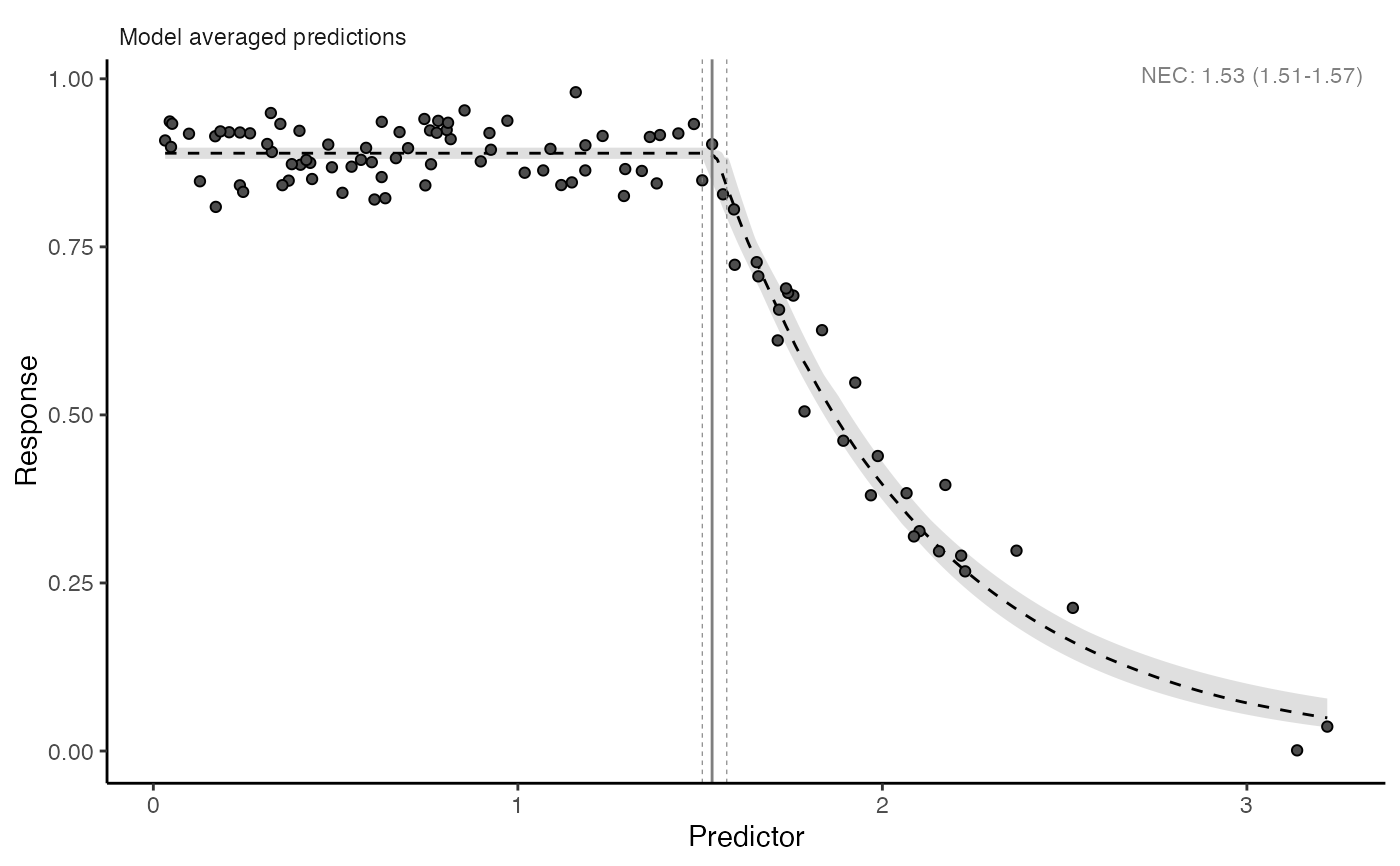 Model averaged predictions
NEC: 1.53 (1.51-1.57)
1.00
0.75
0.50
0.25
0.00
Response
0 1 2 3
Predictor